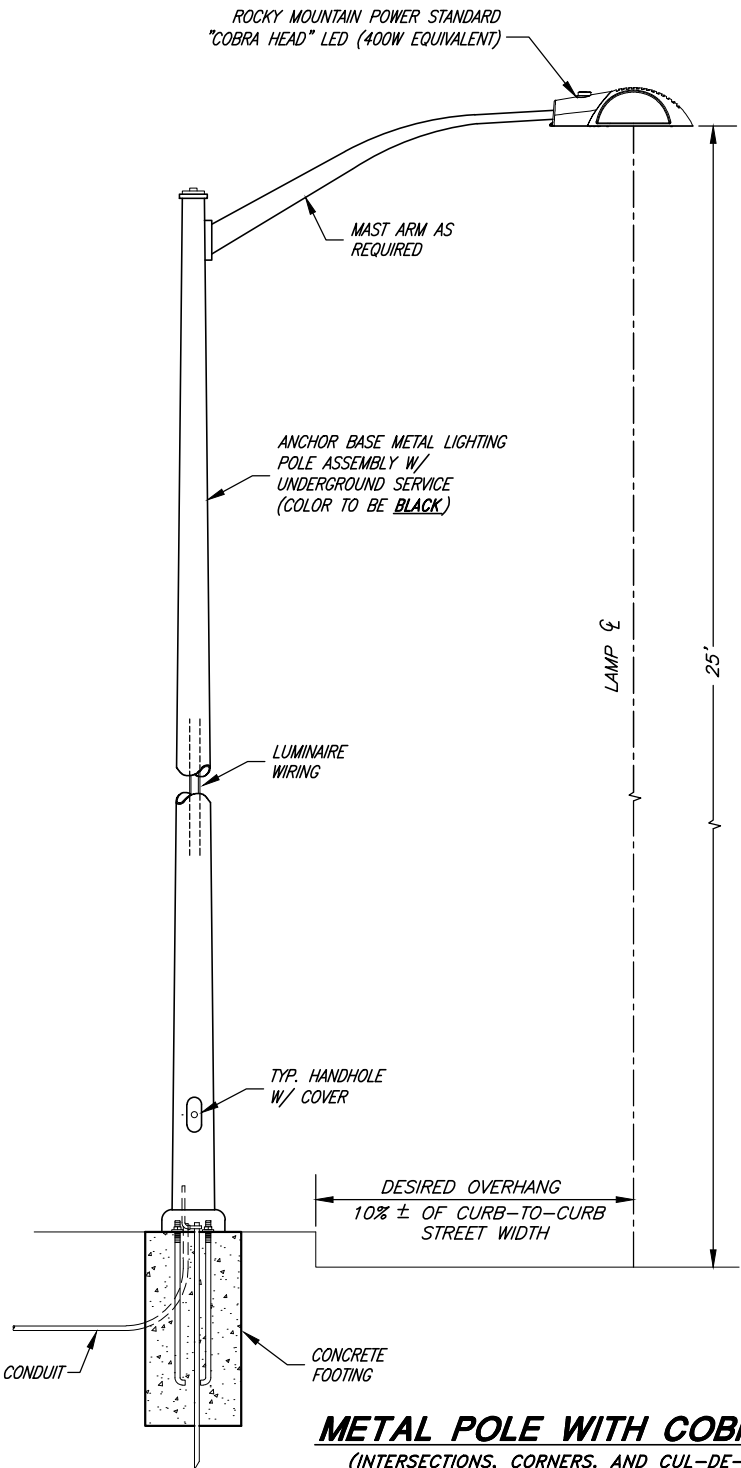 ROCKY MOUNTAIN POWER STANDARD
"COBRA HEAD" LED (400W EQUIVALENT)
MAST ARM AS
REQUIRED
ANCHOR BASE METAL LIGHTING
POLE ASSEMBLY W/
UNDERGROUND SERVICE
(COLOR TO BE BLACK)
LAMP ℄
25'
LUMINAIRE
WIRING
TYP. HANDHOLE
W/ COVER
DESIRED OVERHANG
10% ± OF CURB-TO-CURB
STREET WIDTH
CONDUIT
CONCRETE
FOOTING
METAL POLE WITH
(INTERSECTIONS, CORNERS, AND CUL-DE-